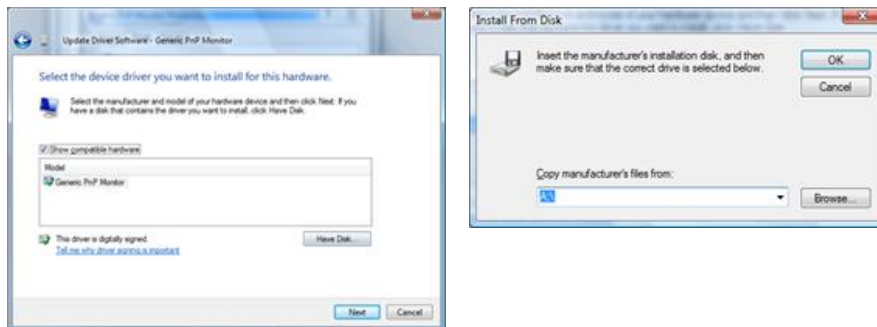 Update Driver Software - Generic PnP Monitor
Select the device driver you want to install for this hardware.
Select the manufacturer and model of your hardware device and then click Next. If you
have a disk that contains the driver you want to install, click Have Disk.
Show compatible hardware
Model
Generic PnP Monitor
This driver is digitally signed.
Tell me why driver signing is important
Have Disk...
Next
Cancel
Install From Disk
Insert the manufacturer's installation disk, and then
make sure that the correct drive is selected below.
OK
Cancel
Copy manufacturer's files from:
A:\
Browse...